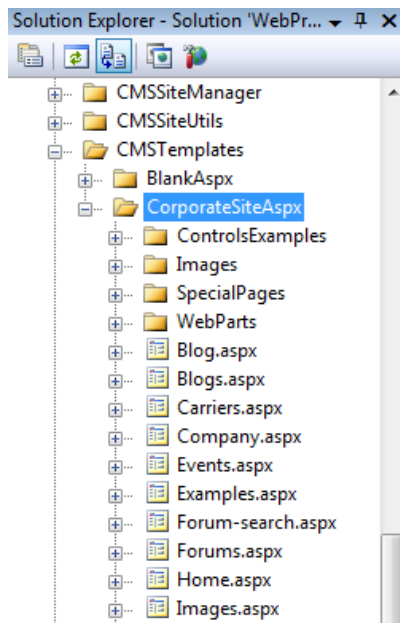 Solution Explorer - Solution 'WebPr...
CMSSiteManager
CMSSiteUtils
CMSTemplates
BlankAspx
CorporateSiteAspx
ControlsExamples
Images
SpecialPages
WebParts
Blog.aspx
Blogs.aspx
Carriers.aspx
Company.aspx
Events.aspx
Examples.aspx
Forum-search.aspx
Forums.aspx
Home.aspx
Images.aspx